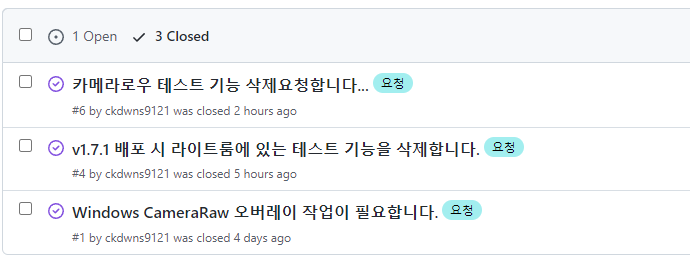 1 Open 3 Closed
카메라로우 테스트 기능 삭제요청합니다... 요청
#6 by ckdwns9121 was closed 2 hours ago
v1.7.1 배포 시 라이트룸에 있는 테스트 기능을 삭제합니다. 요청
#4 by ckdwns9121 was closed 5 hours ago
Windows CameraRaw 오버레이 작업이 필요합니다. 요청
#1 by ckdwns9121 was closed 4 days ago